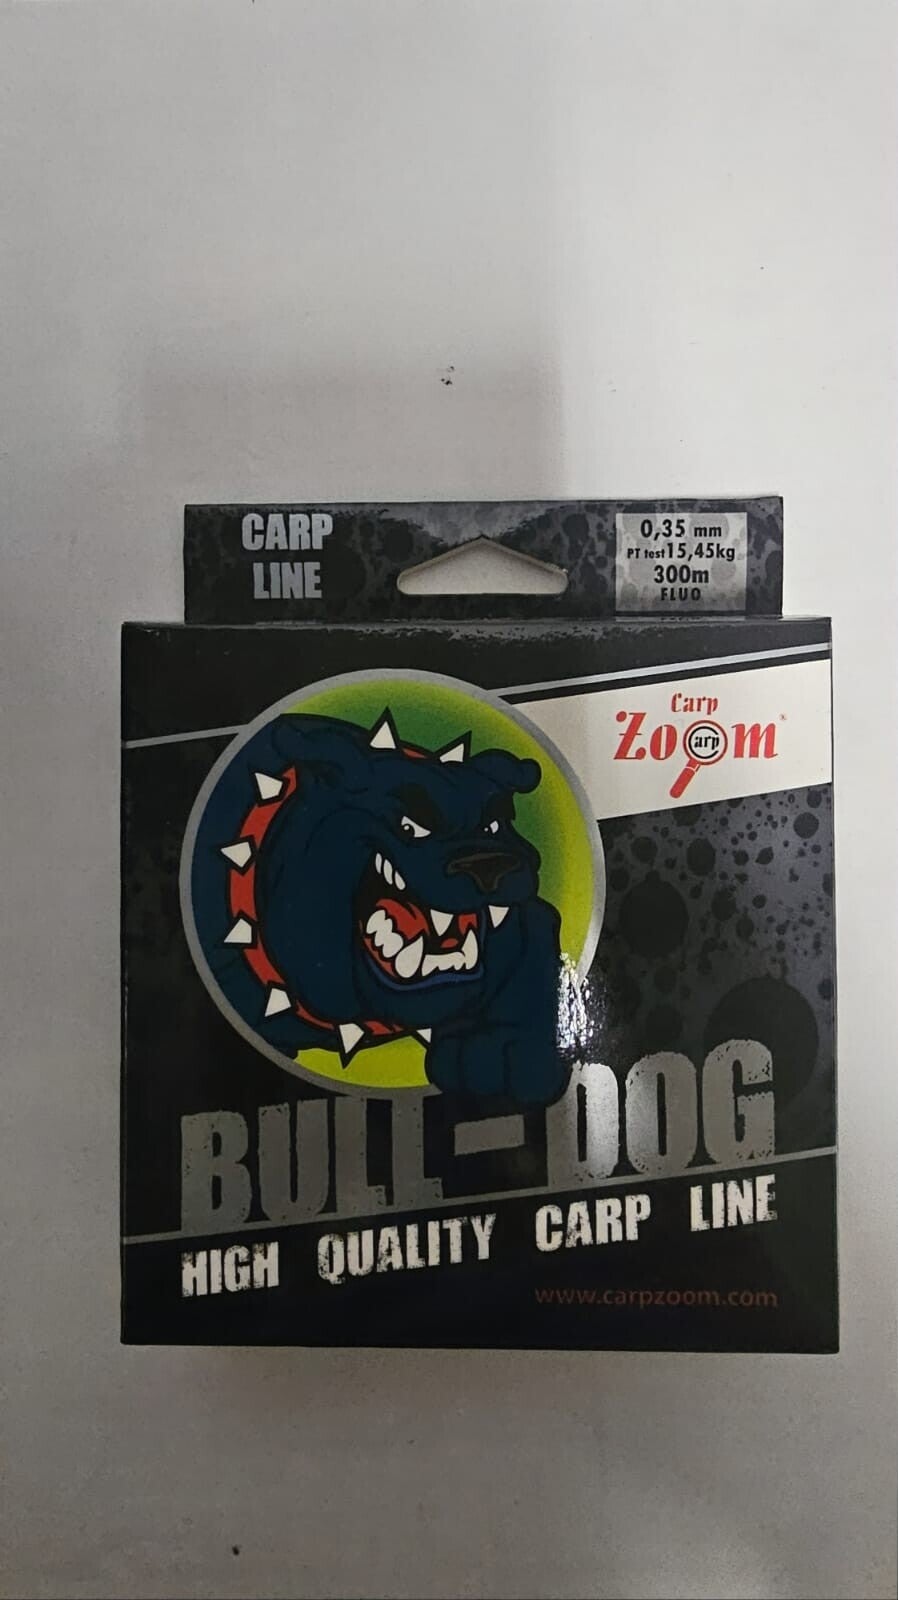 CARP
LINE
0,35 mm
PT test 15,45kg
300m
FLUO
Carp
Zoom®
Carp
BULL-DOG
HIGH QUALITY CARP LINE
www.carpzoom.com